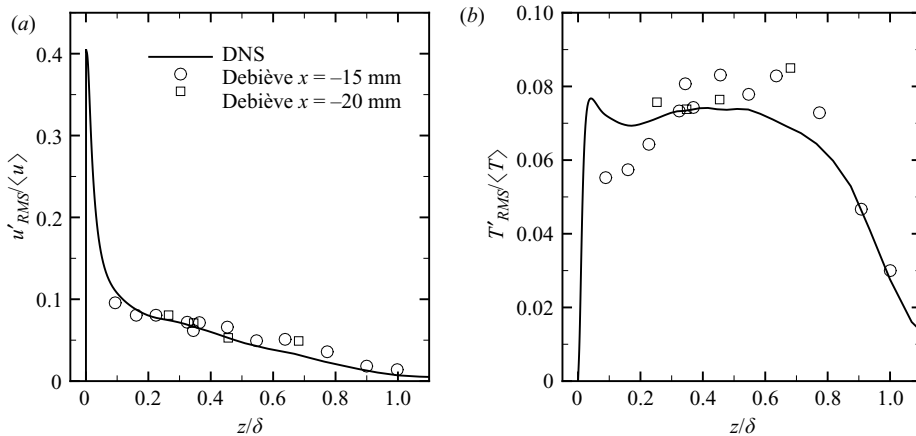 (a)
0.4
0.3
0.2
0.1
0
u′RMS/⟨u⟩
DNS
Debiève x = –15 mm
Debiève x = –20 mm
0 0.2 0.4 0.6 0.8 1.0
z/δ
(b)
0.10
0.08
0.06
0.04
0.02
0
T′RMS/⟨T⟩
0 0.2 0.4 0.6 0.8 1.0
z/δ